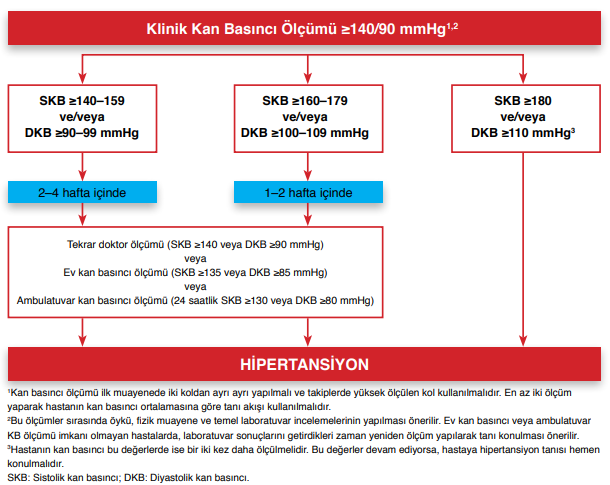 Klinik Kan Basıncı Ölçümü ≥140/90 mmHg1,2
SKB ≥140–159
ve/veya
DKB ≥90–99 mmHg
SKB ≥160–179
ve/veya
DKB ≥100–109 mmHg
SKB ≥180
ve/veya
DKB ≥110 mmHg3
2–4 hafta içinde
1–2 hafta içinde
Tekrar doktor ölçümü (SKB ≥140 veya DKB ≥90 mmHg)
veya
Ev kan basıncı ölçümü (SKB ≥135 veya DKB ≥85 mmHg)
veya
Ambulatuvar kan basıncı ölçümü (24 saatlik SKB ≥130 veya DKB ≥80 mmHg)
HİPERTANSİYON
1Kan basıncı ölçümü ilk muayenede iki koldan ayrı ayrı yapılmalı ve takiplerde yüksek ölçülen kol kullanılmalıdır. En az iki ölçüm
yaparak hastanın kan basıncı ortalamasına göre tanı akışı kullanılmalıdır.
2Bu ölçümler sırasında öykü, fizik muayene ve temel laboratuvar incelemelerinin yapılması önerilir. Ev kan basıncı veya ambulatuvar
KB ölçümü imkanı olmayan hastalarda, laboratuvar sonuçlarını getirdikleri zaman yeniden ölçüm yapılarak tanı konulması önerilir.
3Hastanın kan basıncı bu değerlerde ise bir iki kez daha ölçülmelidir. Bu değerler devam ediyorsa, hastaya hipertansiyon tanısı hemen
konulmalıdır.
SKB: Sistolik kan basıncı; DKB: Diyastolik kan basıncı.